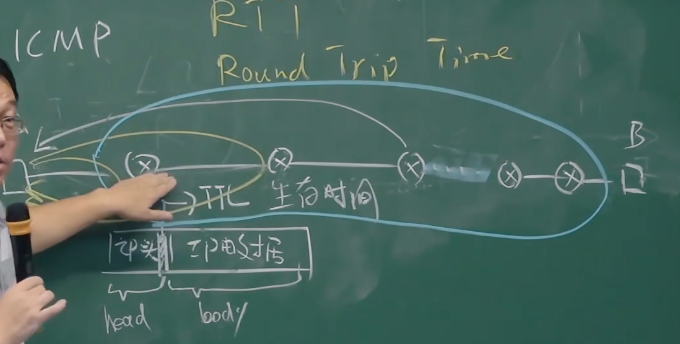 ICMP
RTT
Round Trip Time
A
B
→TTL 生存时间
IP头 IP的数据
head body